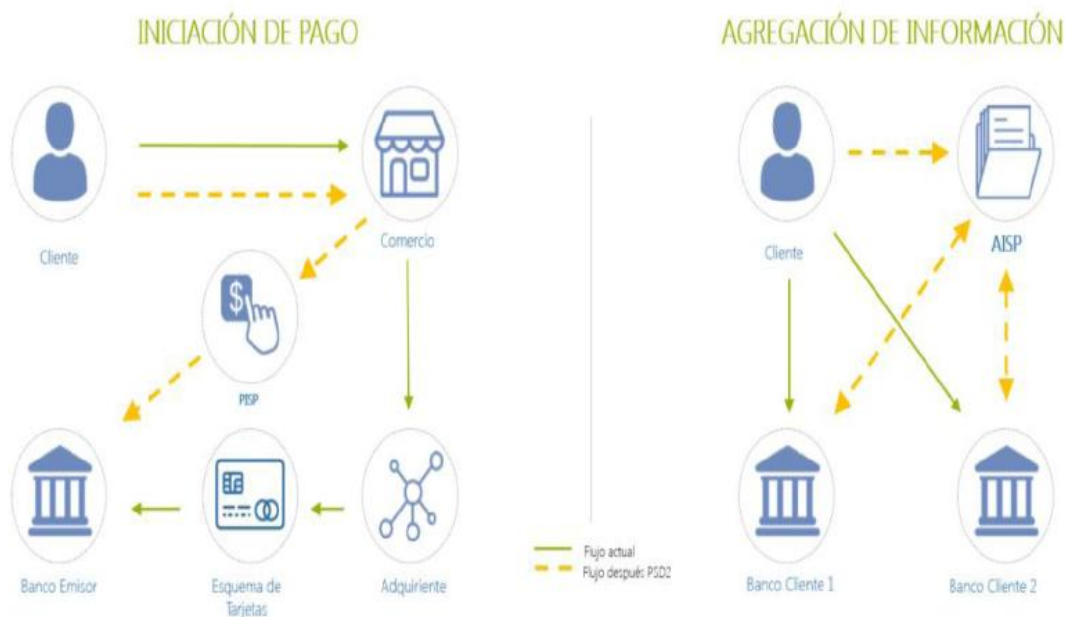 INICIACIÓN DE PAGO
AGREGACIÓN DE INFORMACIÓN
Cliente
Comercio
$
PISP
Banco Emisor
Esquema de
Tarjetas
Adquiriente
Flujo actual
Flujo después PSD2
Cliente
AISP
Banco Cliente 1
Banco Cliente 2